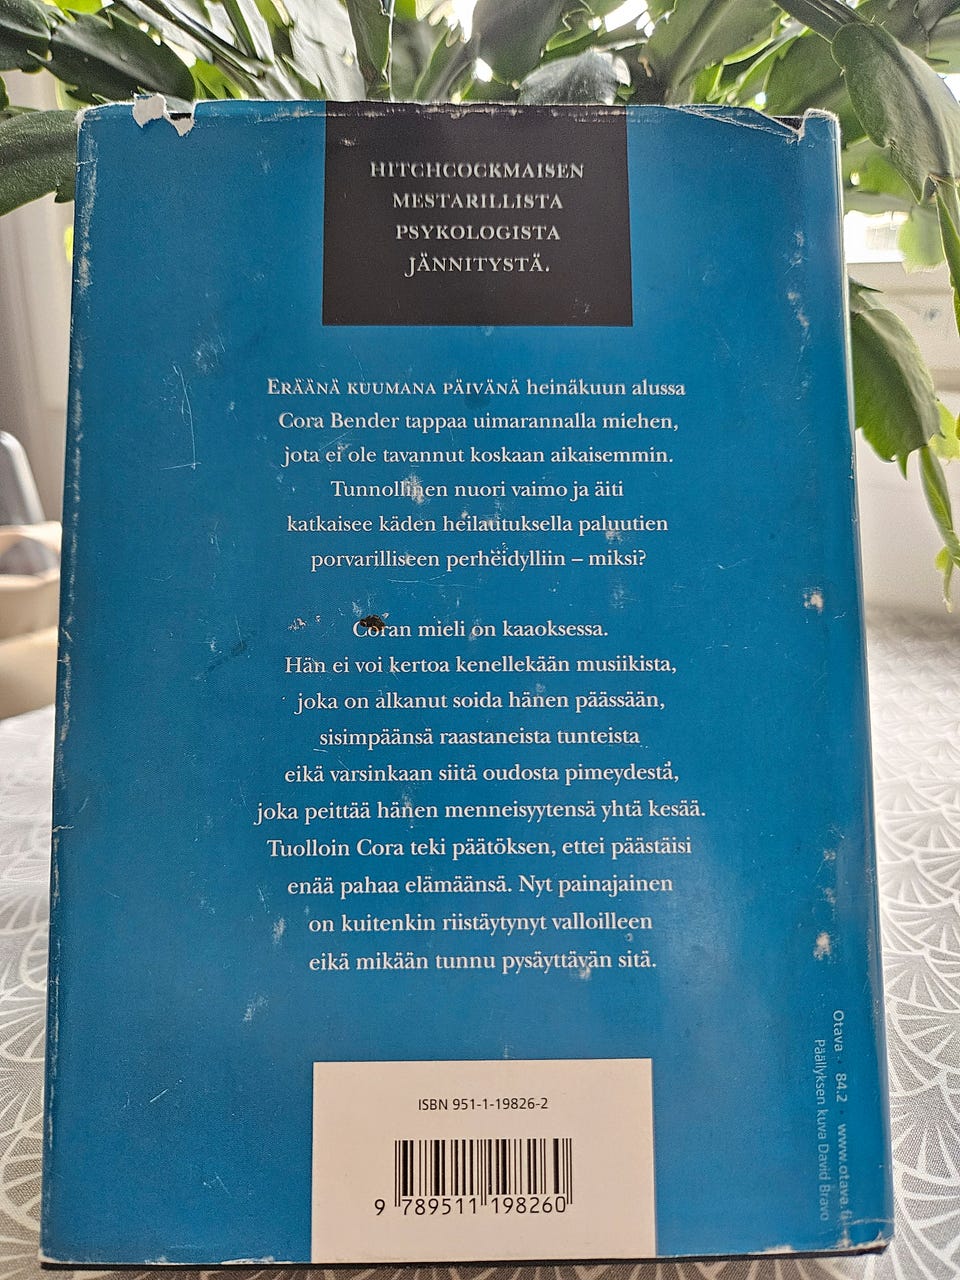 HITCHCOCKMAISEN
MESTARILLISTA
PSYKOLOGISTA
JÄNNITYSTÄ.
ERÄÄNÄ KUUMANA PÄIVÄNÄ heinäkuun alussa
Cora Bender tappaa uimarannalla miehen,
jota ei ole tavannut koskaan aikaisemmin.
Tunnollinen nuori vaimo ja äiti
katkaisee käden heilautuksella paluutien
porvarilliseen perheidylliin – miksi?
Coran mieli on kaaoksessa.
Hän ei voi kertoa kenellekään musiikista,
joka on alkanut soida hänen päässään,
sisimpäänsä raastaneista tunteista
eikä varsinkaan siitä oudosta pimeydestä,
joka peittää hänen menneisyytensä yhtä kesää.
Tuolloin Cora teki päätöksen, ettei päästäisi
enää pahaa elämäänsä. Nyt painajainen
on kuitenkin riistäytynyt valloilleen
eikä mikään tunnu pysäyttävän sitä.
ISBN 951-1-19826-2
9 789511 198260
Otava · 84.2 · www.otava.fi
Päällyksen kuva David Bravo